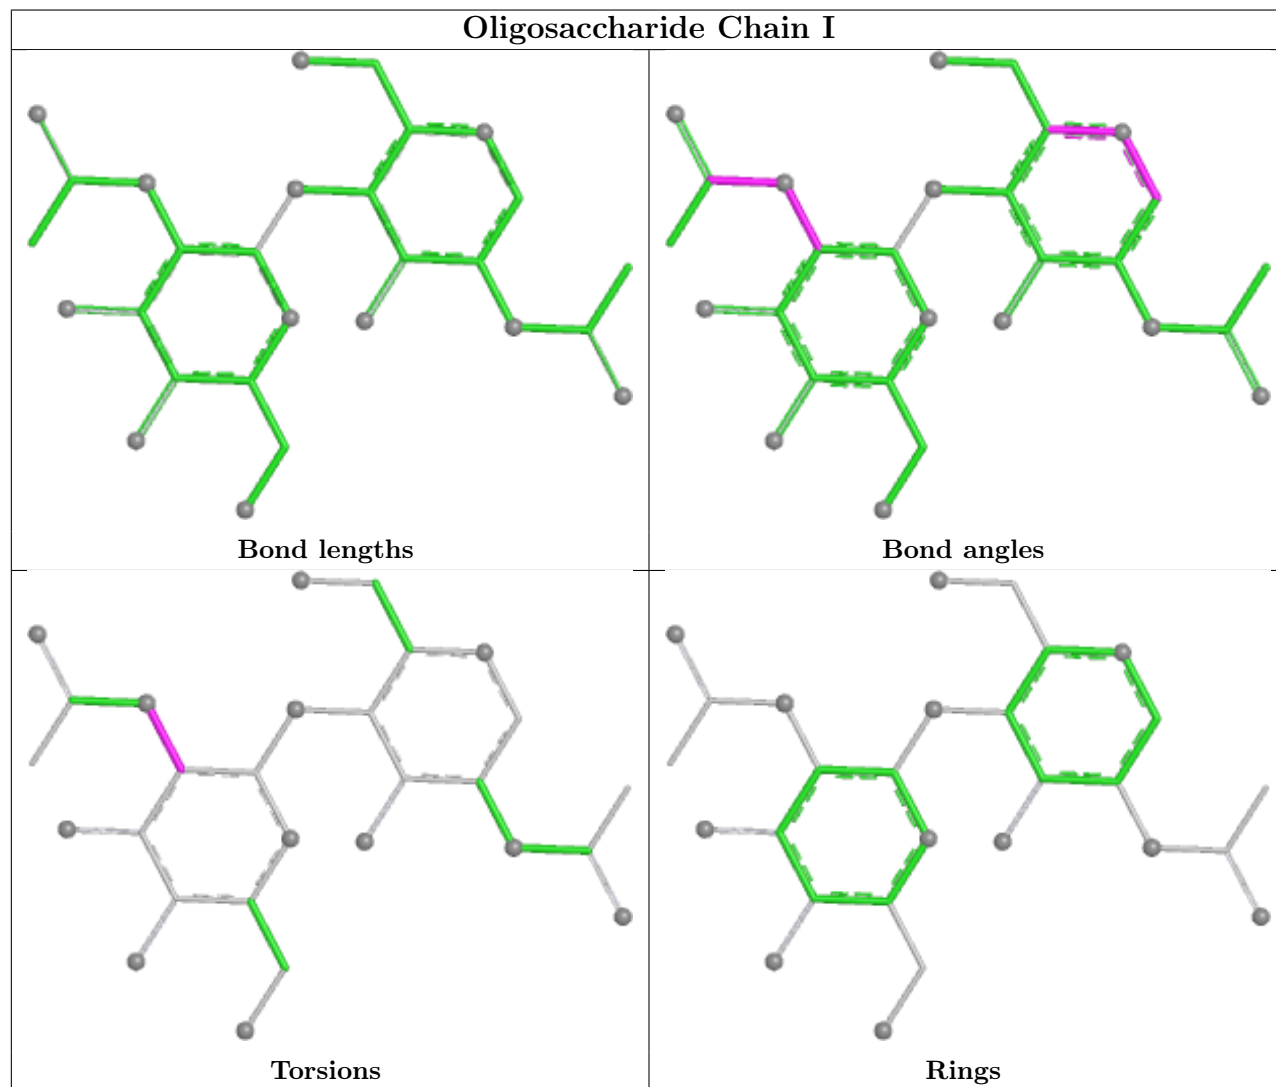 Oligosaccharide Chain I
Bond lengths
Bond angles
Torsions
Rings